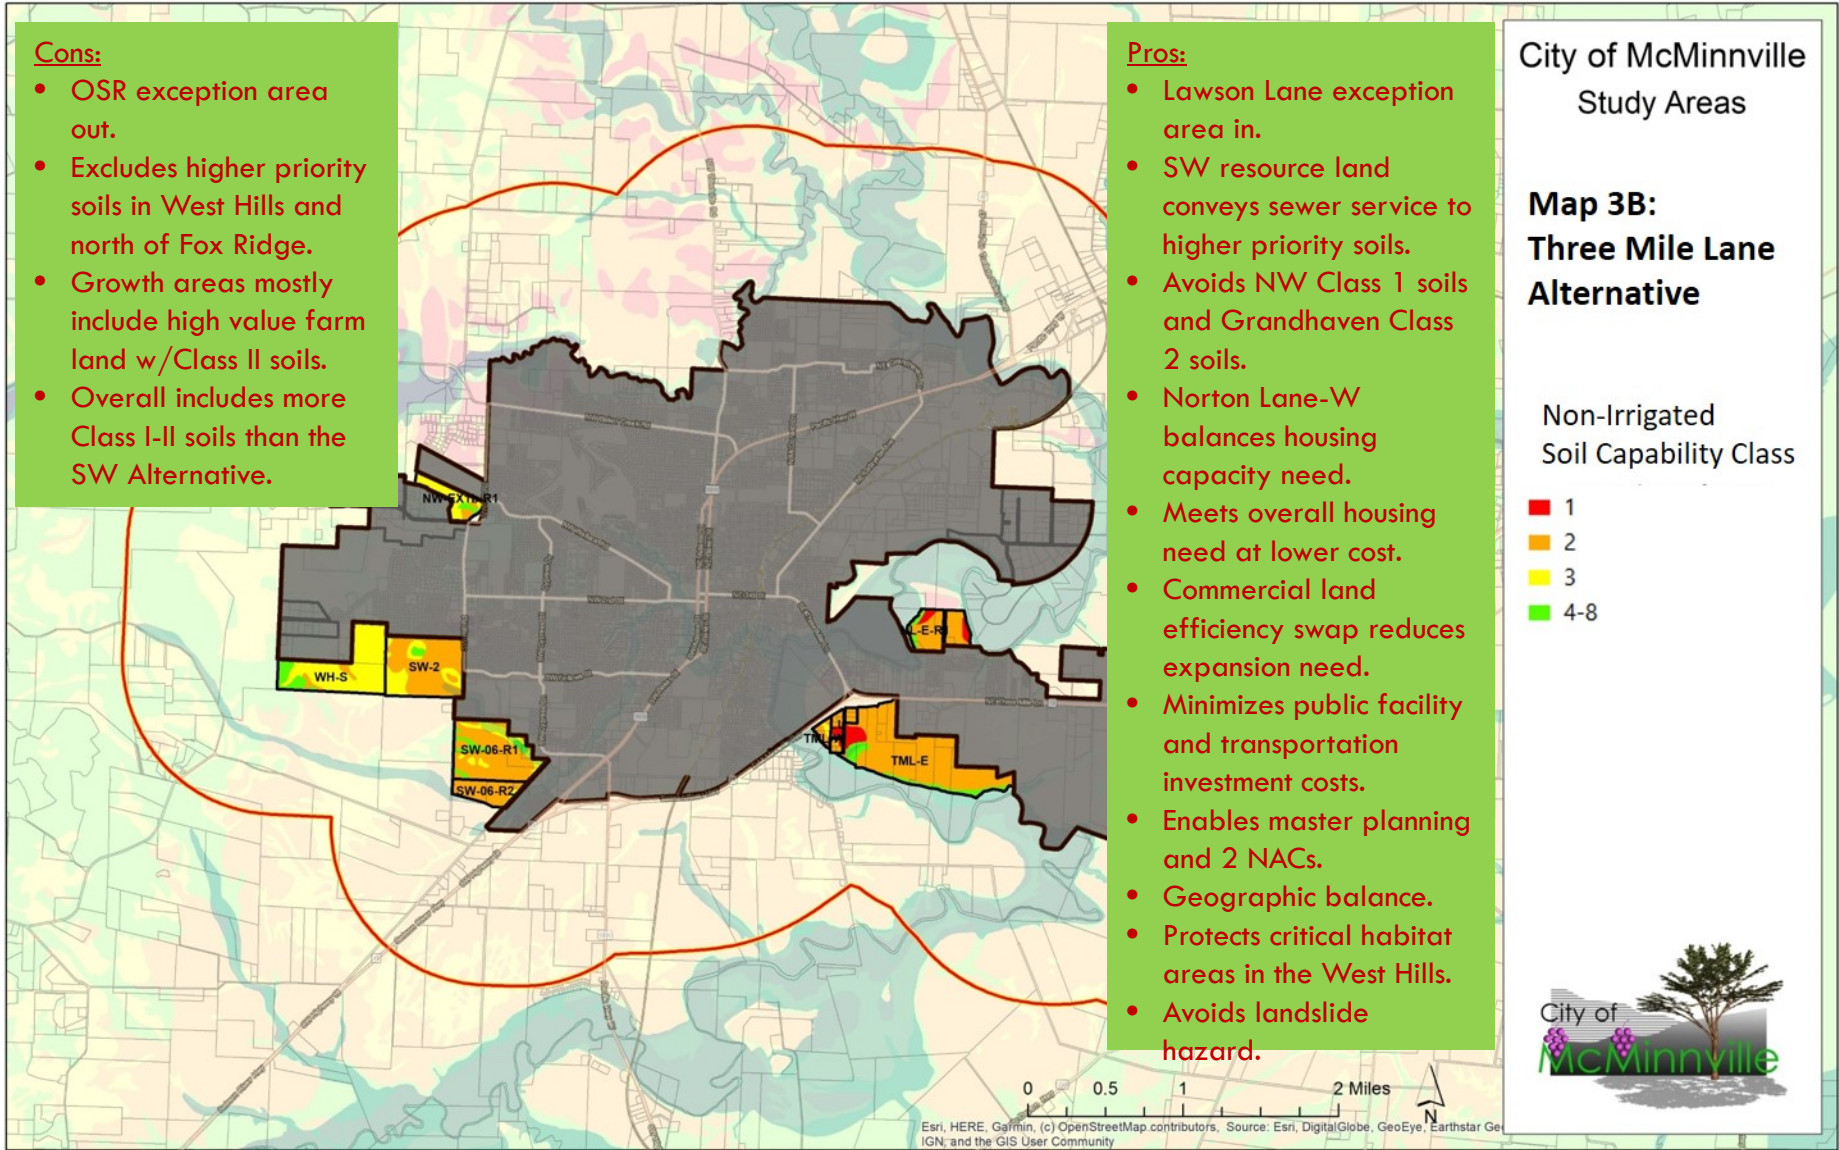 Cons:
• OSR exception area
out.
• Excludes higher priority
soils in West Hills and
north of Fox Ridge.
• Growth areas mostly
include high value farm
land w/Class II soils.
• Overall includes more
Class I-II soils than the
SW Alternative.
Pros:
• Lawson Lane exception
area in.
• SW resource land
conveys sewer service to
higher priority soils.
• Avoids NW Class 1 soils
and Grandhaven Class
2 soils.
• Norton Lane-W
balances housing
capacity need.
• Meets overall housing
need at lower cost.
• Commercial land
efficiency swap reduces
expansion need.
• Minimizes public facility
and transportation
investment costs.
• Enables master planning
and 2 NACs.
• Geographic balance.
• Protects critical habitat
areas in the West Hills.
• Avoids landslide
hazard.
City of McMinnville
Study Areas
Map 3B:
Three Mile Lane
Alternative
Non-Irrigated
Soil Capability Class
1
2
3
4-8
WH-S
SW-2
SW-06-R1
SW-06-R2
TML-E
0 0.5 1 2 Miles
N
Esri, HERE, Garmin, (c) OpenStreetMap contributors, Source: Esri, DigitalGlobe, GeoEye, Earthstar Geo
IGN, and the GIS User Community
City of
McMinnville